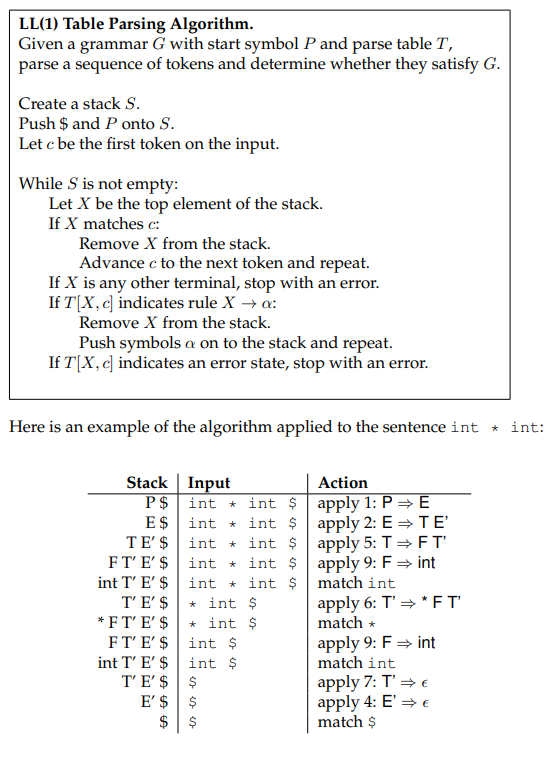 LL(1) Table Parsing Algorithm.
Given a grammar G with start symbol P and parse table T,
parse a sequence of tokens and determine whether they satisfy G.
Create a stack S.
Push $ and P onto S.
Let c be the first token on the input.
While S is not empty:
Let X be the top element of the stack.
If X matches c:
Remove X from the stack.
Advance c to the next token and repeat.
If X is any other terminal, stop with an error.
If T[X, c] indicates rule X → α:
Remove X from the stack.
Push symbols α on to the stack and repeat.
If T[X, c] indicates an error state, stop with an error.
Here is an example of the algorithm applied to the sentence int * int:
Stack Input Action
P $ int * int $ apply 1: P ⇒ E
E $ int * int $ apply 2: E ⇒ T E'
T E′ $ int * int $ apply 5: T ⇒ F T'
F T′ E′ $ int * int $ apply 9: F ⇒ int
int T′ E′ $ int * int $ match int
T′ E′ $ * int $ apply 6: T' ⇒ * F T'
* F T′ E′ $ * int $ match *
F T′ E′ $ int $ apply 9: F ⇒ int
int T′ E′ $ int $ match int
T′ E′ $ $ apply 7: T' ⇒ ϵ
E′ $ $ apply 4: E' ⇒ ϵ
$ $ match $